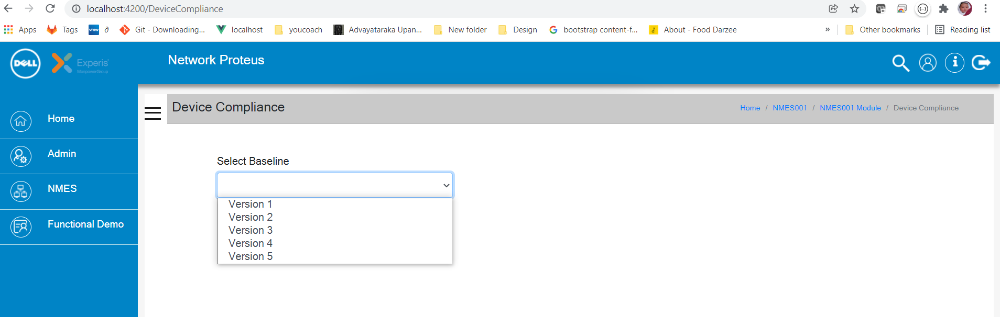 localhost:4200/DeviceCompliance
Apps Tags vmw ∂ Git - Downloading... localhost youcoach Advayataraka Upan... New folder Design bootstrap content-f... About - Food Darzee » Other bookmarks Reading list
DELL Experis ManpowerGroup Network Proteus
Device Compliance
Home / NMES001 / NMES001 Module / Device Compliance
Home
Admin
NMES
Functional Demo
Select Baseline
Version 1
Version 2
Version 3
Version 4
Version 5